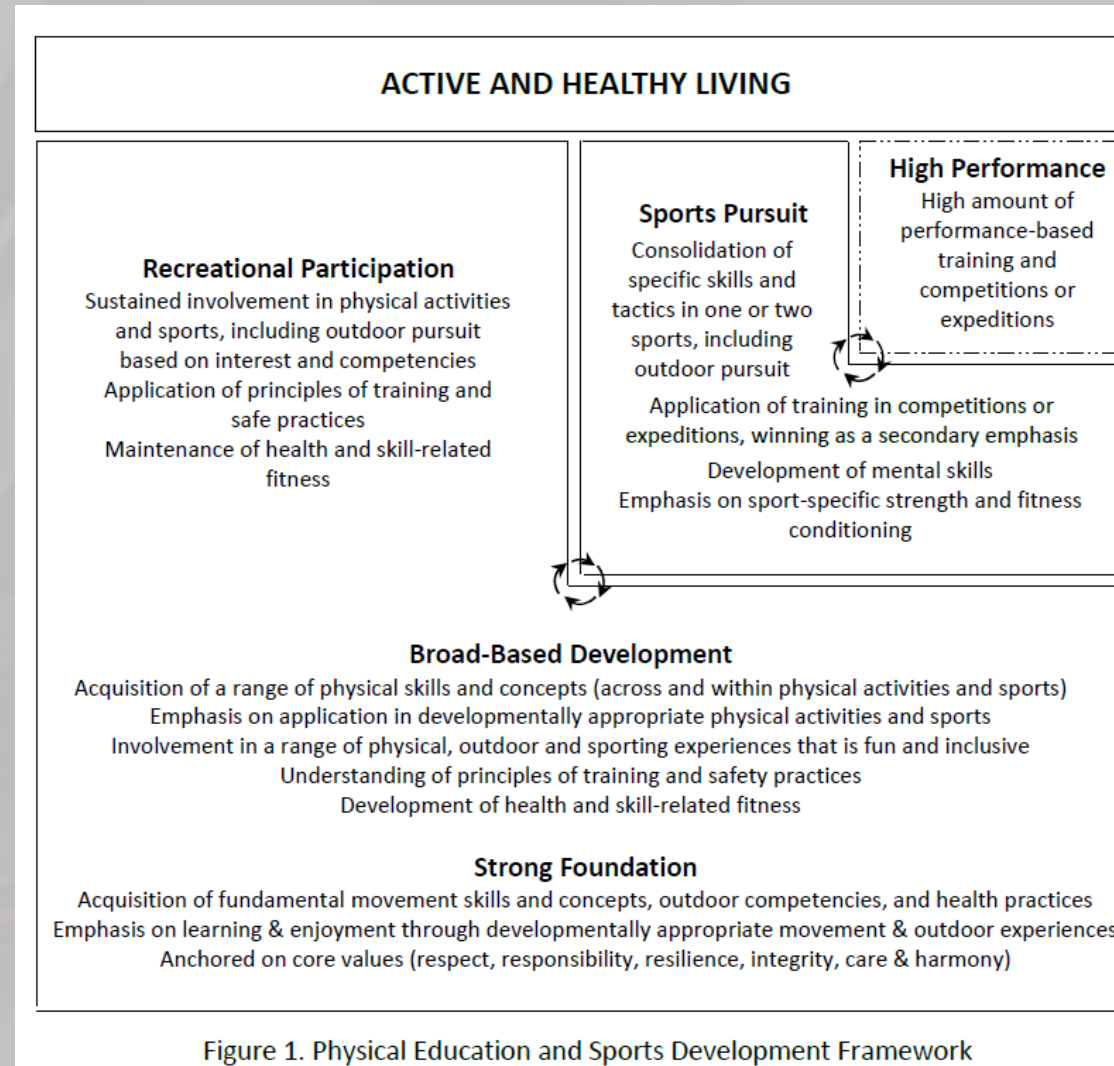 ACTIVE AND HEALTHY LIVING
Recreational Participation
Sustained involvement in physical activities
and sports, including outdoor pursuit
based on interest and competencies
Application of principles of training and
safe practices
Maintenance of health and skill-related
fitness
Sports Pursuit
Consolidation of
specific skills and
tactics in one or two
sports, including
outdoor pursuit
Application of training in competitions or
expeditions, winning as a secondary emphasis
Development of mental skills
Emphasis on sport-specific strength and fitness
conditioning
High Performance
High amount of
performance-based
training and
competitions or
expeditions
Broad-Based Development
Acquisition of a range of physical skills and concepts (across and within physical activities and sports)
Emphasis on application in developmentally appropriate physical activities and sports
Involvement in a range of physical, outdoor and sporting experiences that is fun and inclusive
Understanding of principles of training and safety practices
Development of health and skill-related fitness
Strong Foundation
Acquisition of fundamental movement skills and concepts, outdoor competencies, and health practices
Emphasis on learning & enjoyment through developmentally appropriate movement & outdoor experiences
Anchored on core values (respect, responsibility, resilience, integrity, care & harmony)
Figure 1. Physical Education and Sports Development Framework